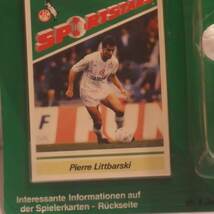 SPORTSTARS
Pierre Littbarski
Interessante Informationen auf
der Spielerkarten - Rückseite